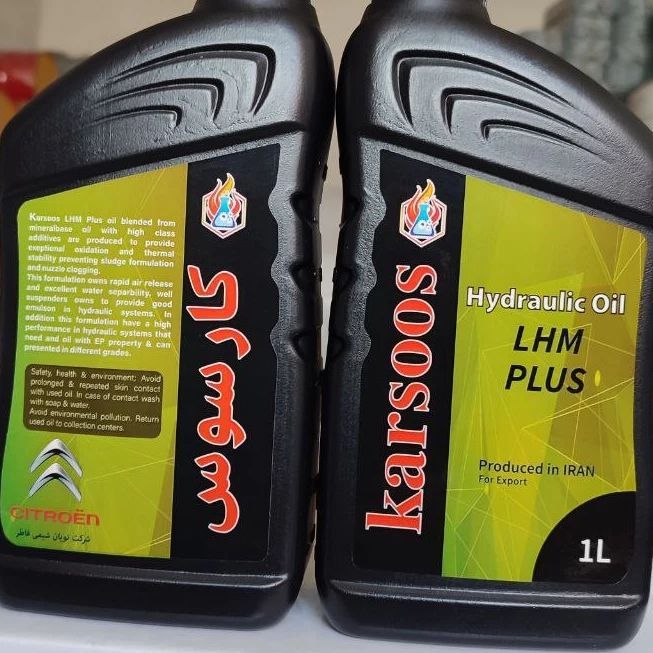 Karsoos LHM Plus oil blended from
mineralbase oil with high class
additives are produced to provide
exeptional oxidation and thermal
stability preventing sludge formulation
and nuzzle clogging.
This formulation owns rapid air release
and excellent water separbility, well
suspenders owns to provide good
emulson in hydraulic systems. In
addition this formulation have a high
performance in hydraulic systems that
need and oil with EP property & can
presented in different grades.
Safety, health & environment; Avoid
prolonged & repeated skin contact
with used oil. In case of contact wash
with soap & water.
Avoid environmental pollution. Return
used oil to collection centers.
CITROËN
شرکت نوبان شیمی فاطر
کارسوس
karsoos
Hydraulic Oil
LHM
PLUS
Produced in IRAN
For Export
1L